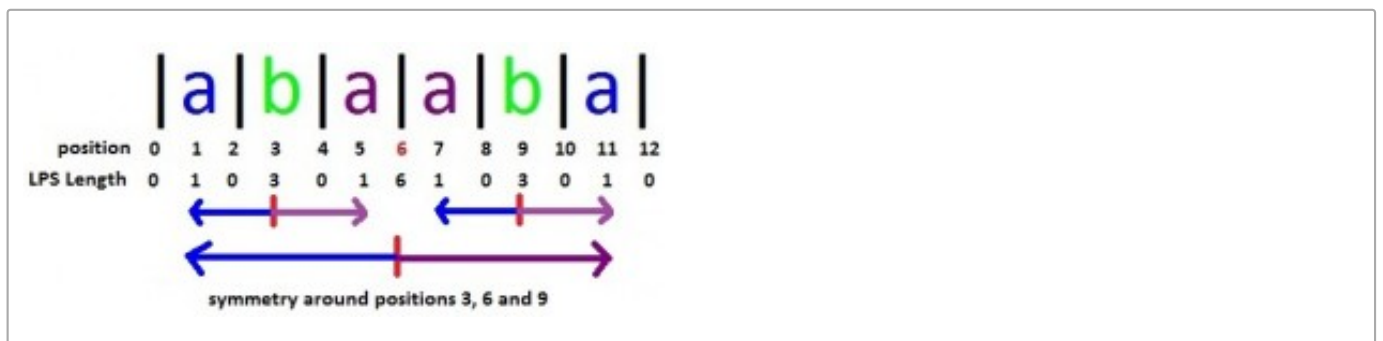 |a|b|a|a|b|a|
position 0 1 2 3 4 5 6 7 8 9 10 11 12
LPS Length 0 1 0 3 0 1 6 1 0 3 0 1 0
symmetry around positions 3, 6 and 9